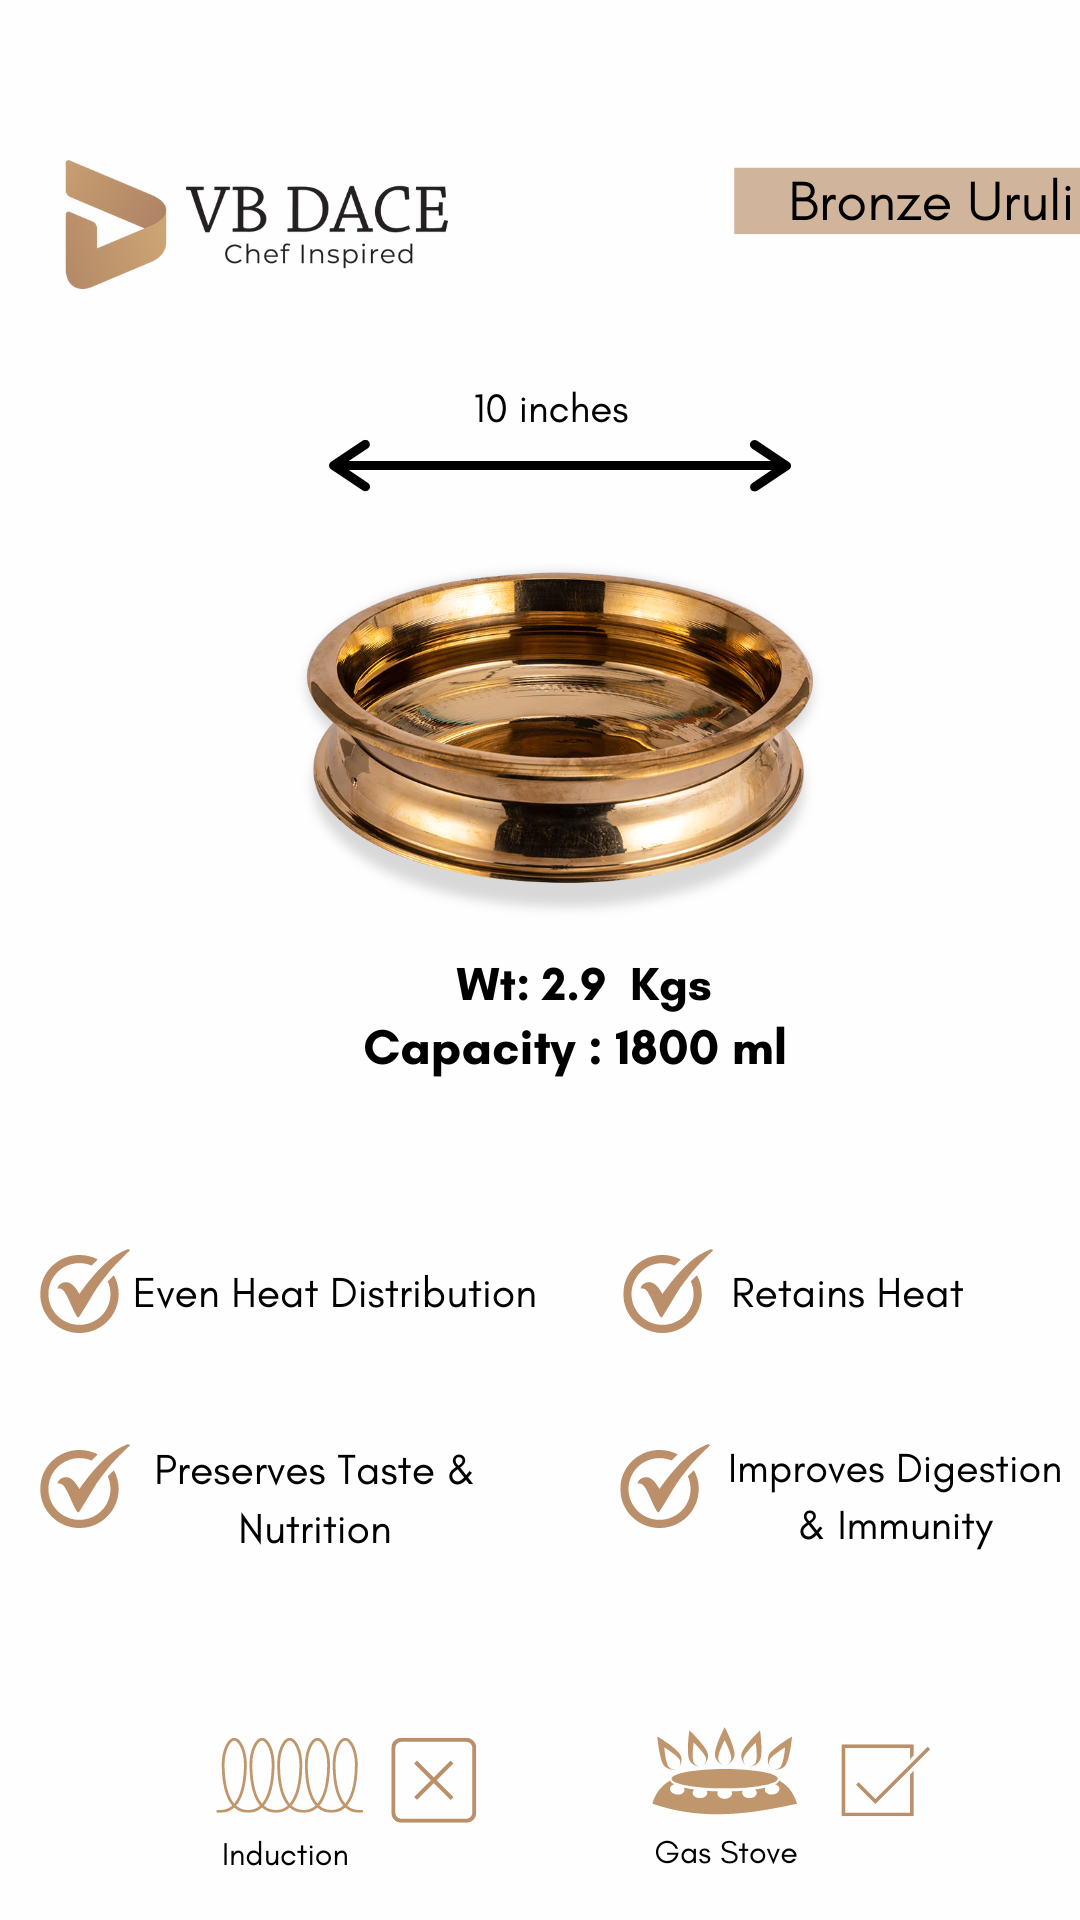 VB DACE
Chef Inspired
Bronze Uruli
10 inches
Wt: 2.9 Kgs
Capacity : 1800 ml
Even Heat Distribution
Retains Heat
Preserves Taste &
Nutrition
Improves Digestion
& Immunity
Induction
Gas Stove